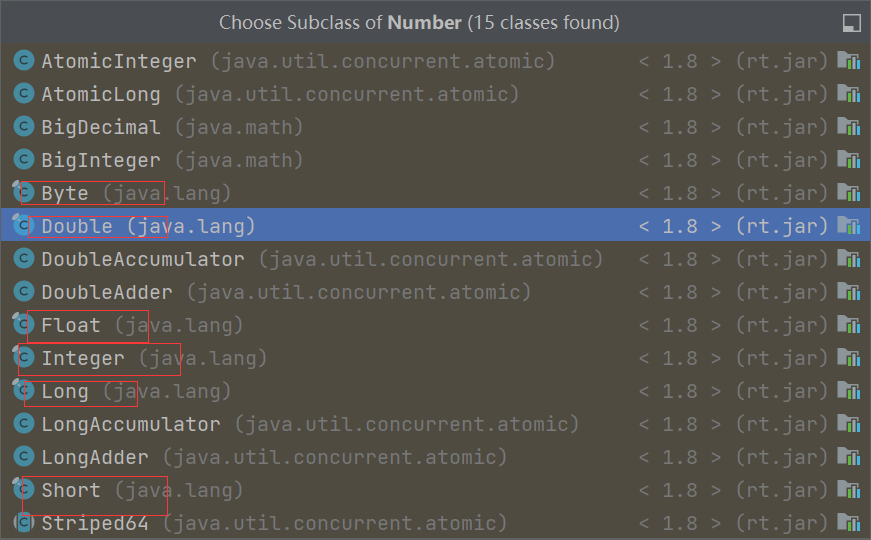 Choose Subclass of Number (15 classes found)
AtomicInteger (java.util.concurrent.atomic) < 1.8 > (rt.jar)
AtomicLong (java.util.concurrent.atomic) < 1.8 > (rt.jar)
BigDecimal (java.math) < 1.8 > (rt.jar)
BigInteger (java.math) < 1.8 > (rt.jar)
Byte (java.lang) < 1.8 > (rt.jar)
Double (java.lang) < 1.8 > (rt.jar)
DoubleAccumulator (java.util.concurrent.atomic) < 1.8 > (rt.jar)
DoubleAdder (java.util.concurrent.atomic) < 1.8 > (rt.jar)
Float (java.lang) < 1.8 > (rt.jar)
Integer (java.lang) < 1.8 > (rt.jar)
Long (java.lang) < 1.8 > (rt.jar)
LongAccumulator (java.util.concurrent.atomic) < 1.8 > (rt.jar)
LongAdder (java.util.concurrent.atomic) < 1.8 > (rt.jar)
Short (java.lang) < 1.8 > (rt.jar)
Striped64 (java.util.concurrent.atomic) < 1.8 > (rt.jar)